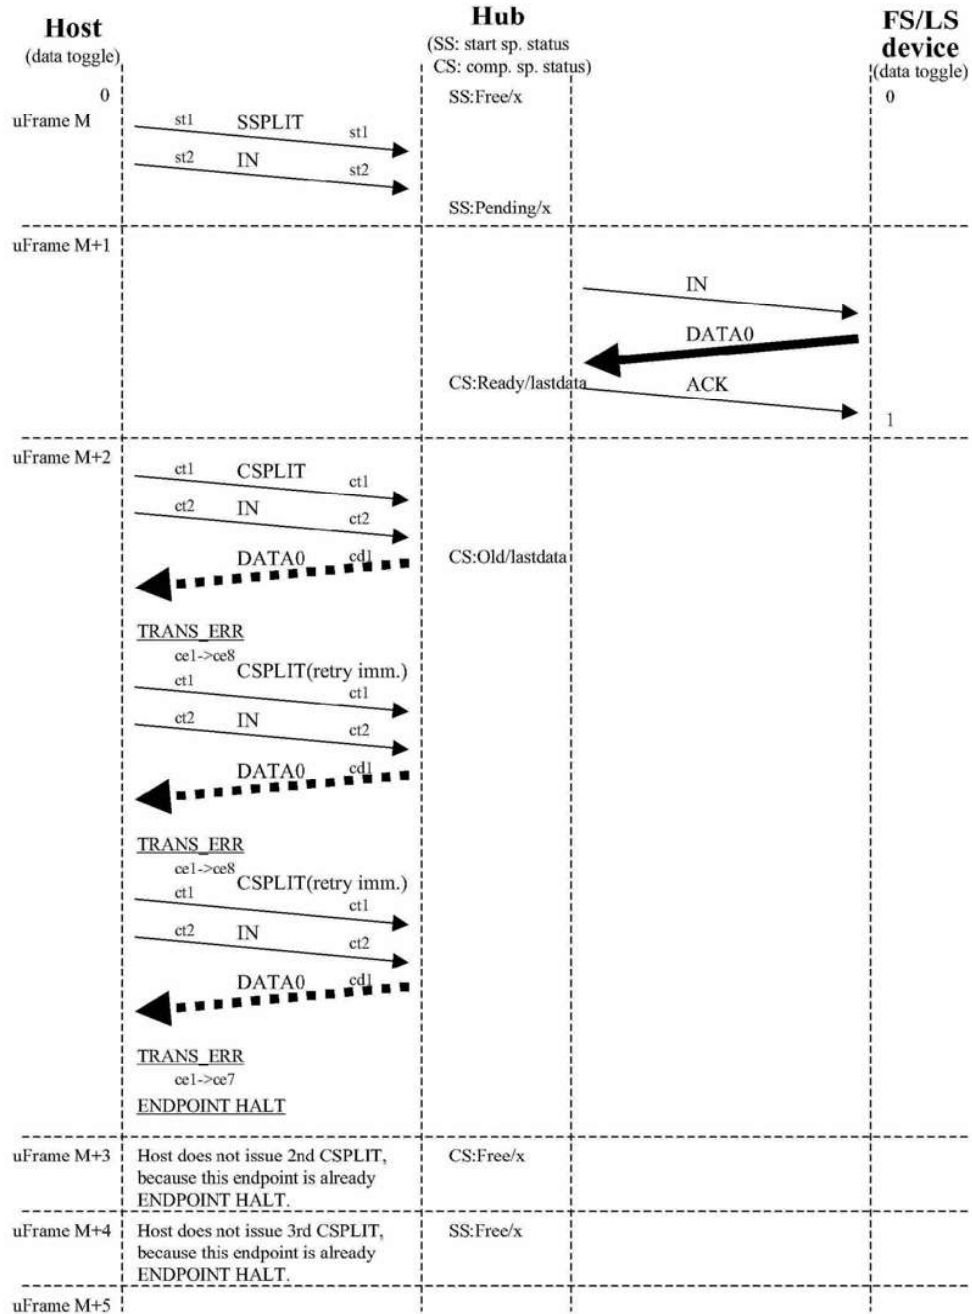 Host
(data toggle)
Hub
(SS: start sp. status
CS: comp. sp. status)
FS/LS
device
(data toggle)
0
SS:Free/x
0
uFrame M
st1
SSPLIT
st1
st2
IN
st2
SS:Pending/x
uFrame M+1
IN
DATA0
CS:Ready/lastdata
ACK
1
uFrame M+2
ct1
CSPLIT
ct1
ct2
IN
ct2
DATA0
cd1
CS:Old/lastdata
TRANS_ERR
ce1->ce8
CSPLIT(retry imm.)
ct1
ct1
ct2
IN
ct2
DATA0
cd1
TRANS_ERR
ce1->ce8
CSPLIT(retry imm.)
ct1
ct1
ct2
IN
ct2
DATA0
cd1
TRANS_ERR
ce1->ce7
ENDPOINT HALT
uFrame M+3
Host does not issue 2nd CSPLIT,
because this endpoint is already
ENDPOINT HALT.
CS:Free/x
uFrame M+4
Host does not issue 3rd CSPLIT,
because this endpoint is already
ENDPOINT HALT.
SS:Free/x
uFrame M+5